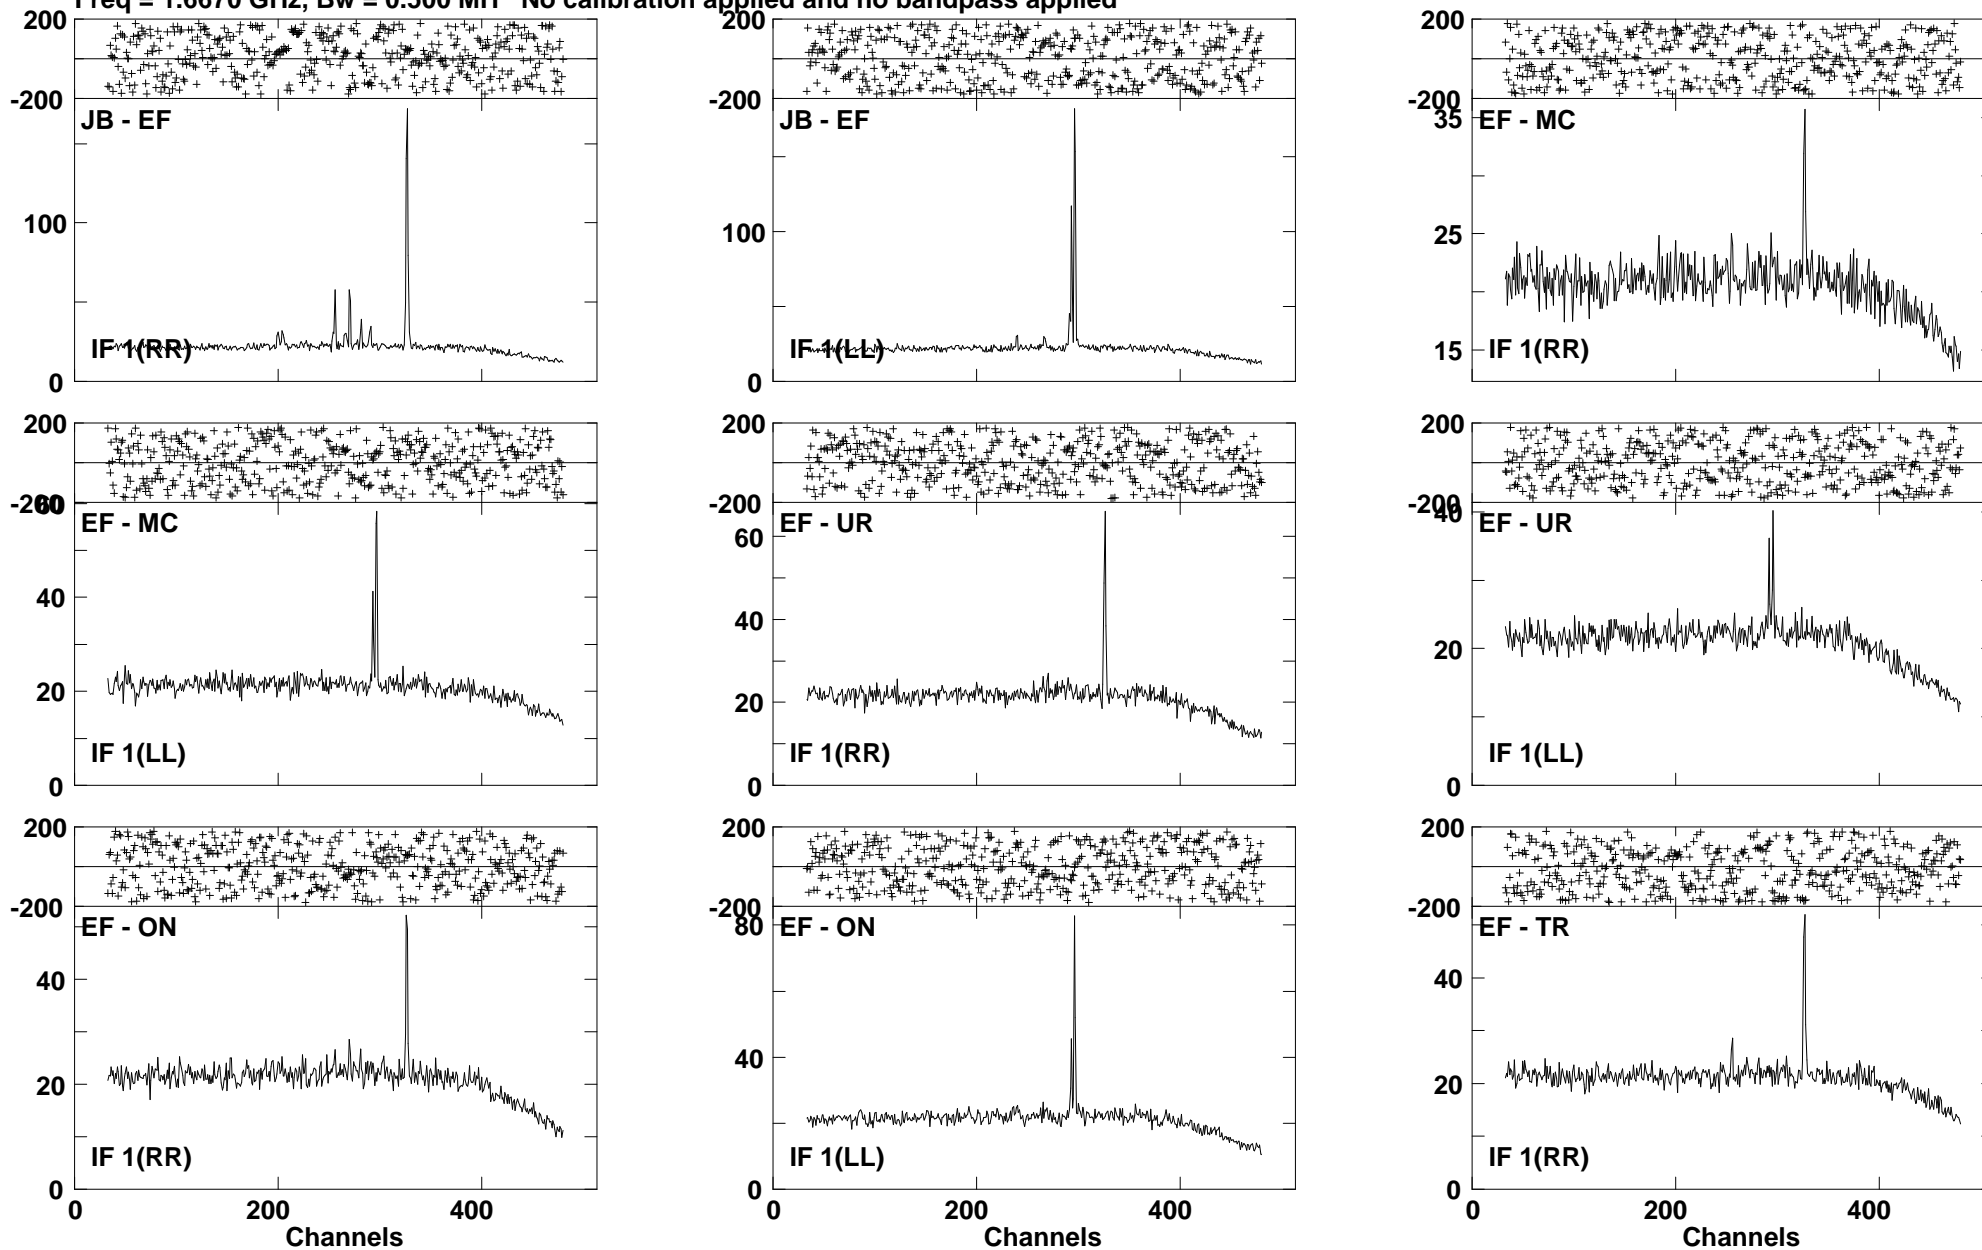 Freq = 1.6670 GHz, Bw = 0.500 MH No calibration applied and no bandpass applied
200 200 200
-200 -200 -200
JB - EF JB - EF 35 EF - MC
100 100 25
IF 1(RR) IF 1(LL) 15 IF 1(RR)
0 0
200 200 200
-200 60 -200 -200 40
EF - MC EF - UR EF - UR
60
40 40
20 20 20
IF 1(LL) IF 1(RR) IF 1(LL)
0 0 0
200 200 200
-200 -200 -200
EF - ON 80 EF - ON EF - TR
40 40 40
20 20
IF 1(RR) IF 1(LL) IF 1(RR)
0 0 0
0 200 400 0 200 400 0 200 400
Channels Channels Channels